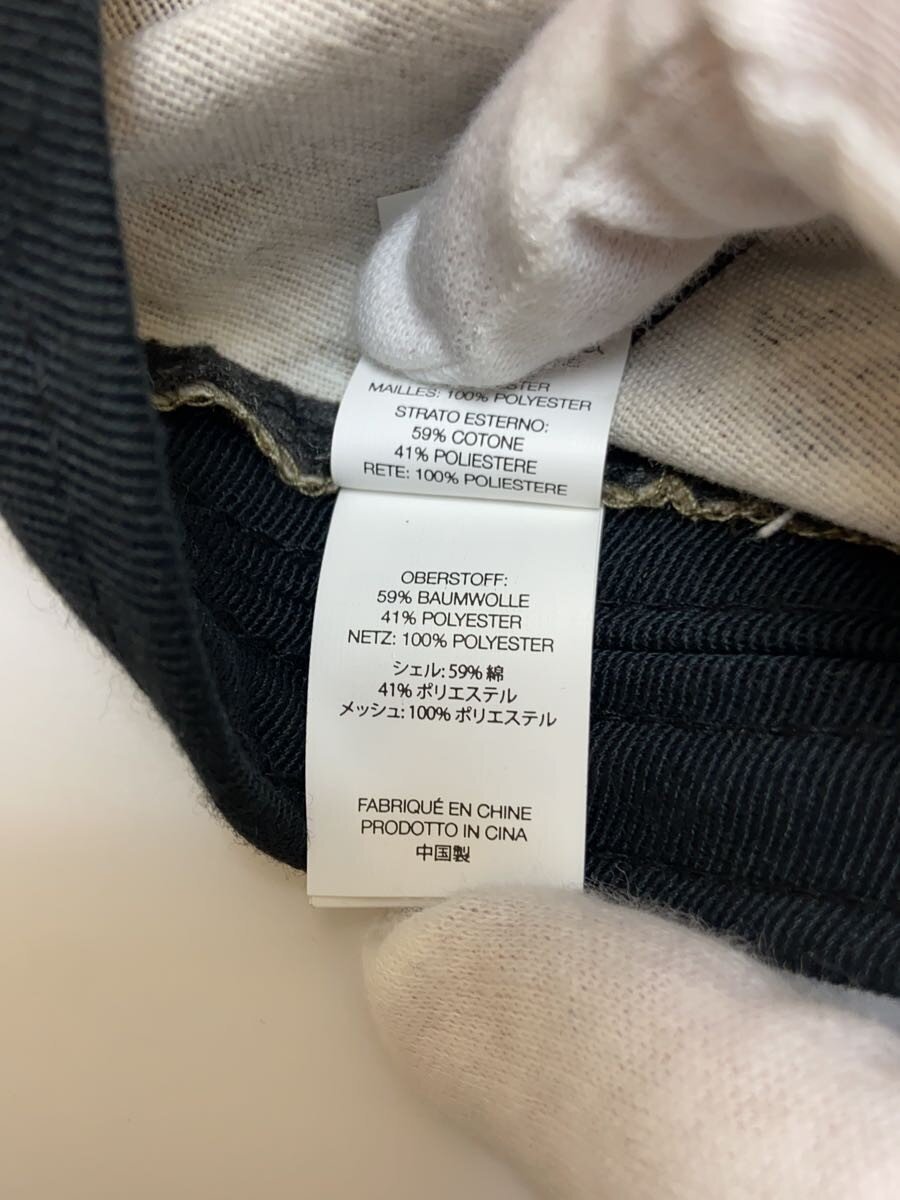 MAILLES: 100% POLYESTER
STRATO ESTERNO:
59% COTONE
41% POLIESTERE
RETE: 100% POLIESTERE
OBERSTOFF:
59% BAUMWOLLE
41% POLYESTER
NETZ: 100% POLYESTER
シェル: 59% 綿
41% ポリエステル
メッシュ: 100% ポリエステル
FABRIQUÉ EN CHINE
PRODOTTO IN CINA
中国製